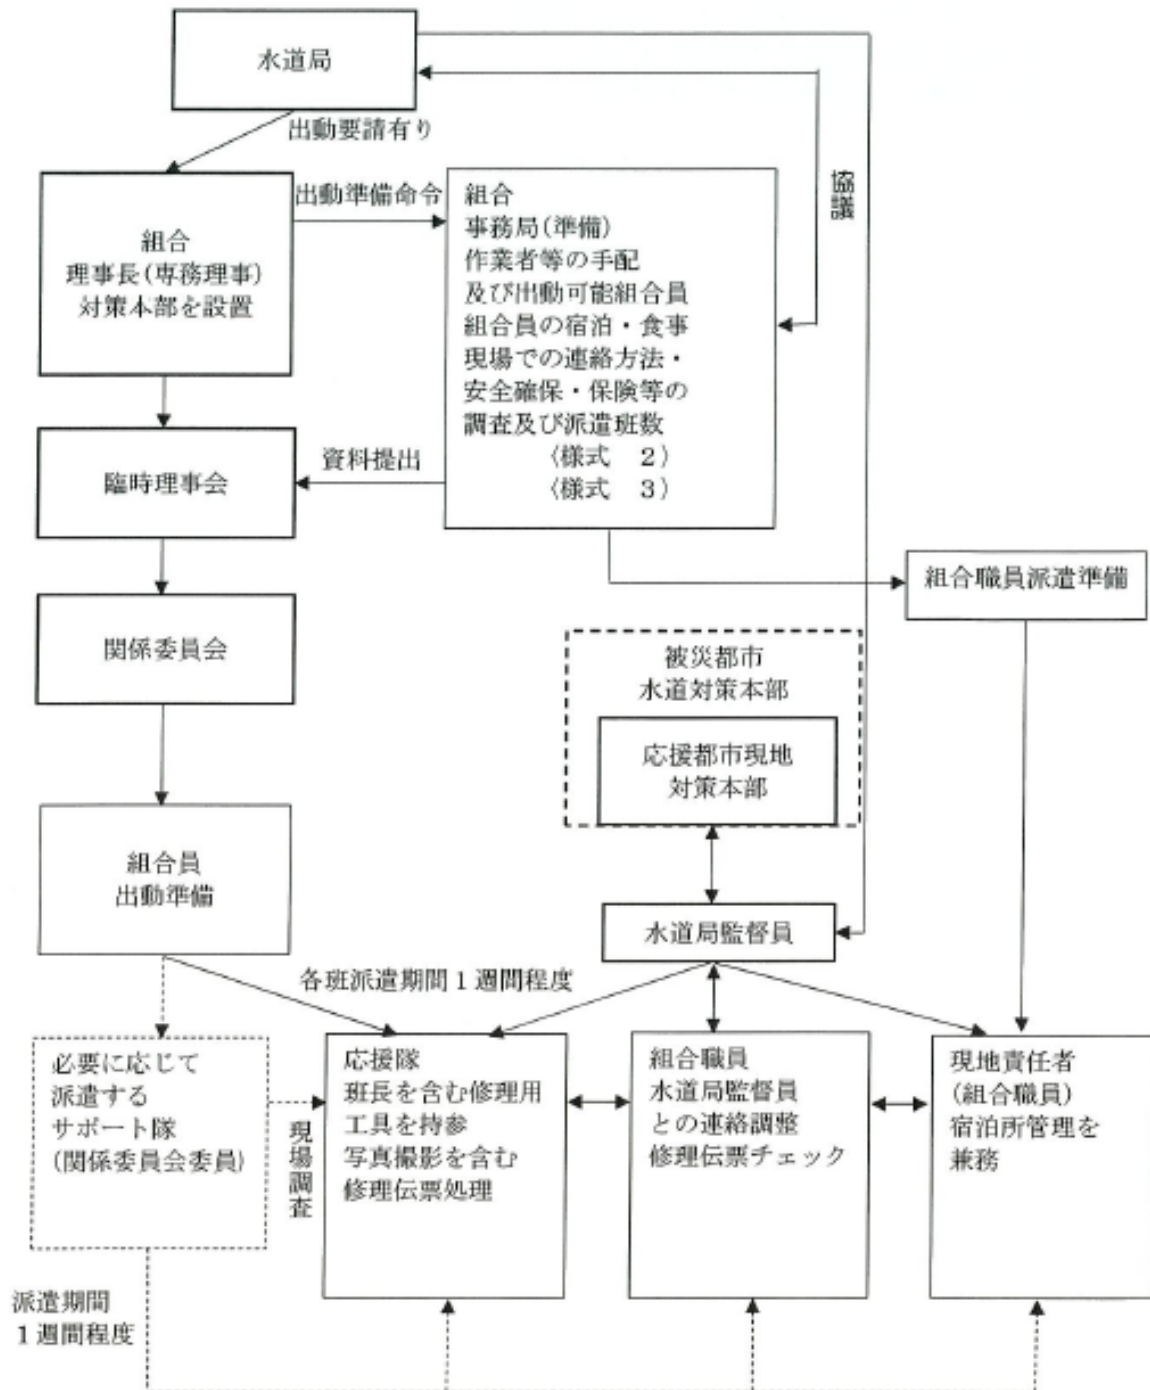 水道局
出動要請有り
組合
理事長(専務理事)
対策本部を設置
出動準備命令
組合
事務局(準備)
作業者等の手配
及び出動可能組合員
組合員の宿泊・食事
現場での連絡方法・
安全確保・保険等の
調査及び派遣班数
〈様式　2〉
〈様式　3〉
協議
臨時理事会
資料提出
組合職員派遣準備
関係委員会
被災都市
水道対策本部
応援都市現地
対策本部
組合員
出動準備
水道局監督員
各班派遣期間1週間程度
必要に応じて
派遣する
サポート隊
(関係委員会委員)
現場調査
応援隊
班長を含む修理用
工具を持参
写真撮影を含む
修理伝票処理
組合職員
水道局監督員
との連絡調整
修理伝票チェック
現地責任者
(組合職員)
宿泊所管理を
兼務
派遣期間
1週間程度